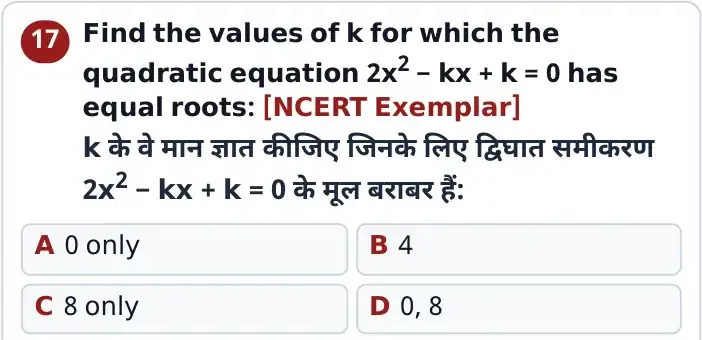 17 Find the values of k for which the
quadratic equation 2x² – kx + k = 0 has
equal roots: [NCERT Exemplar]
k के वे मान ज्ञात कीजिए जिनके लिए द्विघात समीकरण
2x² – kx + k = 0 के मूल बराबर हैं:
A 0 only
B 4
C 8 only
D 0, 8